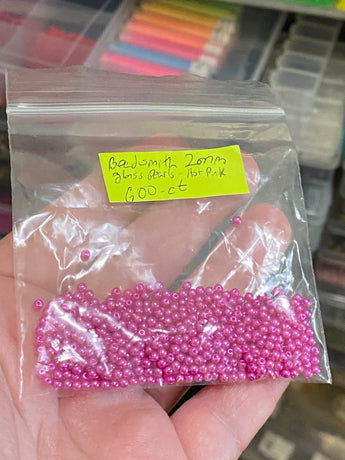 Beadsmith 2mm
glass pearls - Hot Pink
600-ct